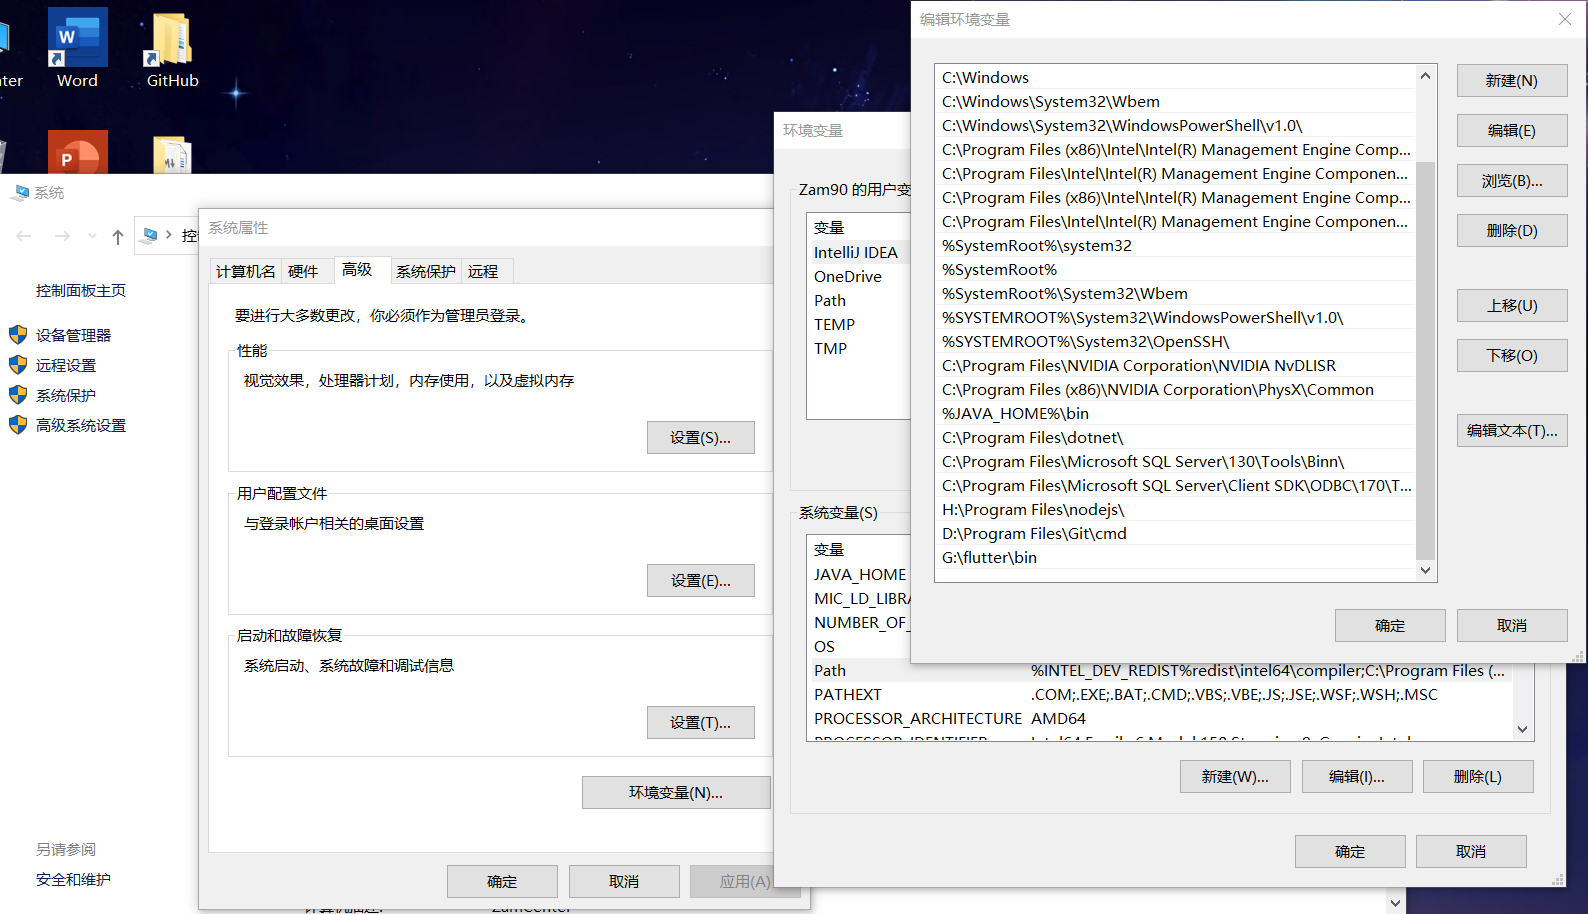 ter
Word
GitHub
系统
控
控制面板主页
设备管理器
远程设置
系统保护
高级系统设置
另请参阅
安全和维护
系统属性
计算机名
硬件
高级
系统保护
远程
要进行大多数更改，你必须作为管理员登录。
性能
视觉效果，处理器计划，内存使用，以及虚拟内存
设置(S)...
用户配置文件
与登录帐户相关的桌面设置
设置(E)...
启动和故障恢复
系统启动、系统故障和调试信息
设置(T)...
环境变量(N)...
确定
取消
应用(A)
环境变量
Zam90 的用户变
变量
IntelliJ IDEA
OneDrive
Path
TEMP
TMP
系统变量(S)
变量
JAVA_HOME
MIC_LD_LIBRA
NUMBER_OF_
OS
Path %INTEL_DEV_REDIST%redist\intel64\compiler;C:\Program Files (...
PATHEXT .COM;.EXE;.BAT;.CMD;.VBS;.VBE;.JS;.JSE;.WSF;.WSH;.MSC
PROCESSOR_ARCHITECTURE AMD64
新建(W)...
编辑(I)...
删除(L)
确定
取消
编辑环境变量
C:\Windows
C:\Windows\System32\Wbem
C:\Windows\System32\WindowsPowerShell\v1.0\
C:\Program Files (x86)\Intel\Intel(R) Management Engine Comp...
C:\Program Files\Intel\Intel(R) Management Engine Componen...
C:\Program Files (x86)\Intel\Intel(R) Management Engine Comp...
C:\Program Files\Intel\Intel(R) Management Engine Componen...
%SystemRoot%\system32
%SystemRoot%
%SystemRoot%\System32\Wbem
%SYSTEMROOT%\System32\WindowsPowerShell\v1.0\
%SYSTEMROOT%\System32\OpenSSH\
C:\Program Files\NVIDIA Corporation\NVIDIA NvDLISR
C:\Program Files (x86)\NVIDIA Corporation\PhysX\Common
%JAVA_HOME%\bin
C:\Program Files\dotnet\
C:\Program Files\Microsoft SQL Server\130\Tools\Binn\
C:\Program Files\Microsoft SQL Server\Client SDK\ODBC\170\T...
H:\Program Files\nodejs\
D:\Program Files\Git\cmd
G:\flutter\bin
新建(N)
编辑(E)
浏览(B)...
删除(D)
上移(U)
下移(O)
编辑文本(T)...
确定
取消